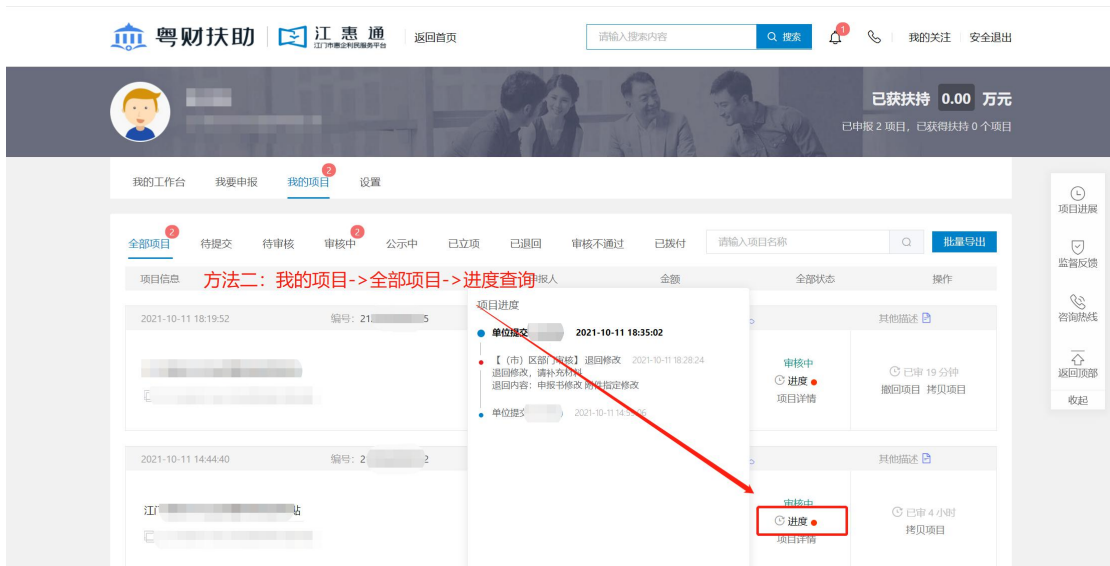 粤财扶助 江惠通 返回首页 请输入搜索内容 搜索 1 我的关注 安全退出
江门市惠企利民服务平台
已获扶持 0.00 万元
已申报 2 项目，已获得扶持 0 个项目
我的工作台 我要申报 我的项目 2 设置
全部项目 2 待提交 待审核 审核中 2 公示中 已立项 已退回 审核不通过 已拨付 请输入项目名称 批量导出
项目信息 报人 金额 全部状态 操作
方法二：我的项目->全部项目->进度查询
2021-10-11 18:19:52 编号：21 5 其他描述
项目进度
单位提交 2021-10-11 18:35:02
【（市）区部门审核】退回修改 2021-10-11 18:28:24
退回修改，请补充材料
退回内容：申报书修改 附件指定修改
单位提交 2021-10-11 14:5
审核中
进度
项目详情
已审 19 分钟
撤回项目 拷贝项目
2021-10-11 14:44:40 编号：2 2 其他描述
江门 站
审核中
进度
项目详情
已审 4 小时
拷贝项目
项目进展
监督反馈
咨询热线
返回顶部
收起